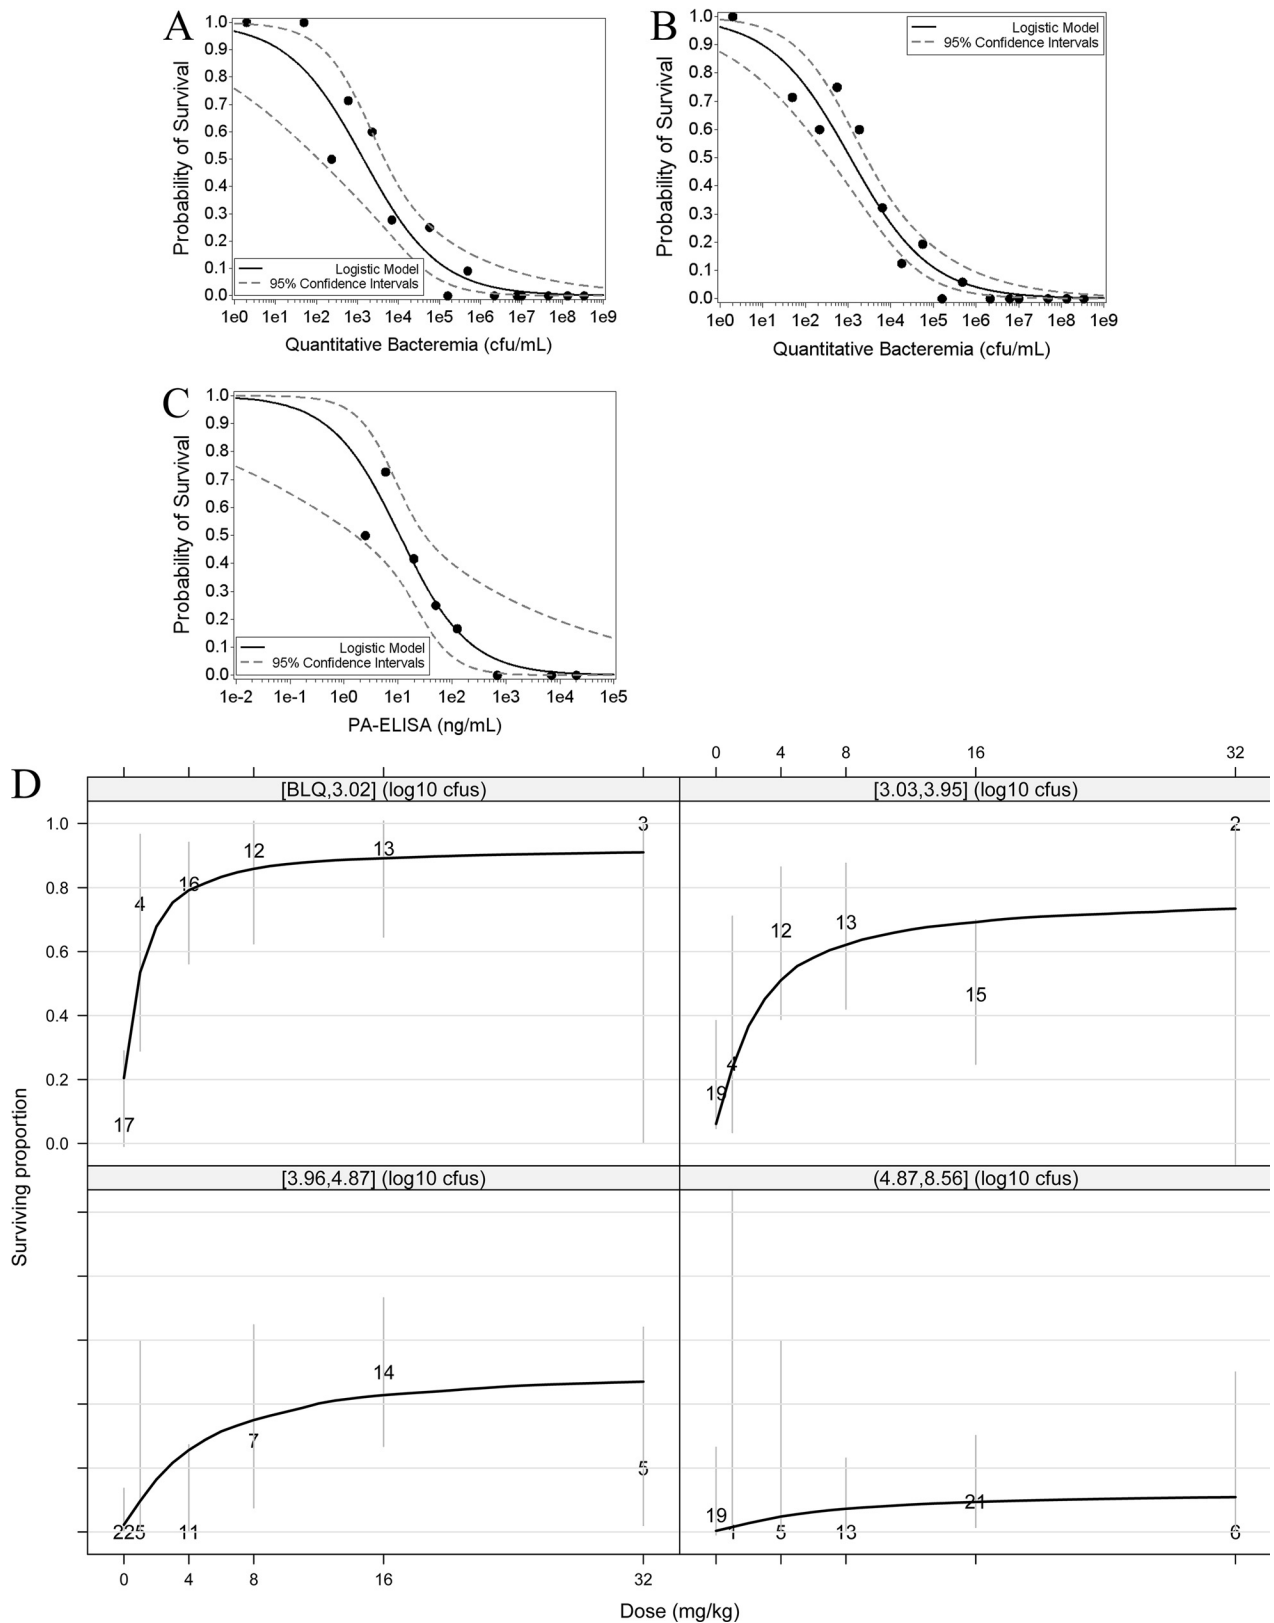 A
Probability of Survival
1.0
0.9
0.8
0.7
0.6
0.5
0.4
0.3
0.2
0.1
0.0
Logistic Model
95% Confidence Intervals
1e0 1e1 1e2 1e3 1e4 1e5 1e6 1e7 1e8 1e9
Quantitative Bacteremia (cfu/mL)
B
Probability of Survival
1.0
0.9
0.8
0.7
0.6
0.5
0.4
0.3
0.2
0.1
0.0
Logistic Model
95% Confidence Intervals
1e0 1e1 1e2 1e3 1e4 1e5 1e6 1e7 1e8 1e9
Quantitative Bacteremia (cfu/mL)
C
Probability of Survival
1.0
0.9
0.8
0.7
0.6
0.5
0.4
0.3
0.2
0.1
0.0
Logistic Model
95% Confidence Intervals
1e-2 1e-1 1e0 1e1 1e2 1e3 1e4 1e5
PA-ELISA (ng/mL)
D
0 4 8 16 32
[BLQ,3.02] (log10 cfus)
[3.03,3.95] (log10 cfus)
1.0
0.8
0.6
0.4
0.2
0.0
17 4 16 12 13 3
19 4 12 13 15 2
[3.96,4.87] (log10 cfus)
(4.87,8.56] (log10 cfus)
22 5 11 7 14 5
19 1 5 13 21 6
Surviving proportion
0 4 8 16 32
Dose (mg/kg)